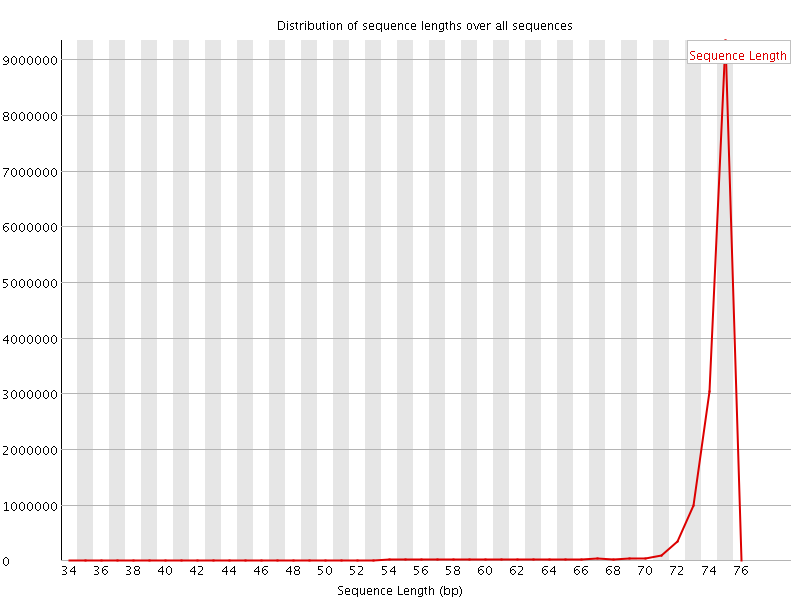 Distribution of sequence lengths over all sequences
Sequence Length
9000000
8000000
7000000
6000000
5000000
4000000
3000000
2000000
1000000
0
34 36 38 40 42 44 46 48 50 52 54 56 58 60 62 64 66 68 70 72 74 76
Sequence Length (bp)